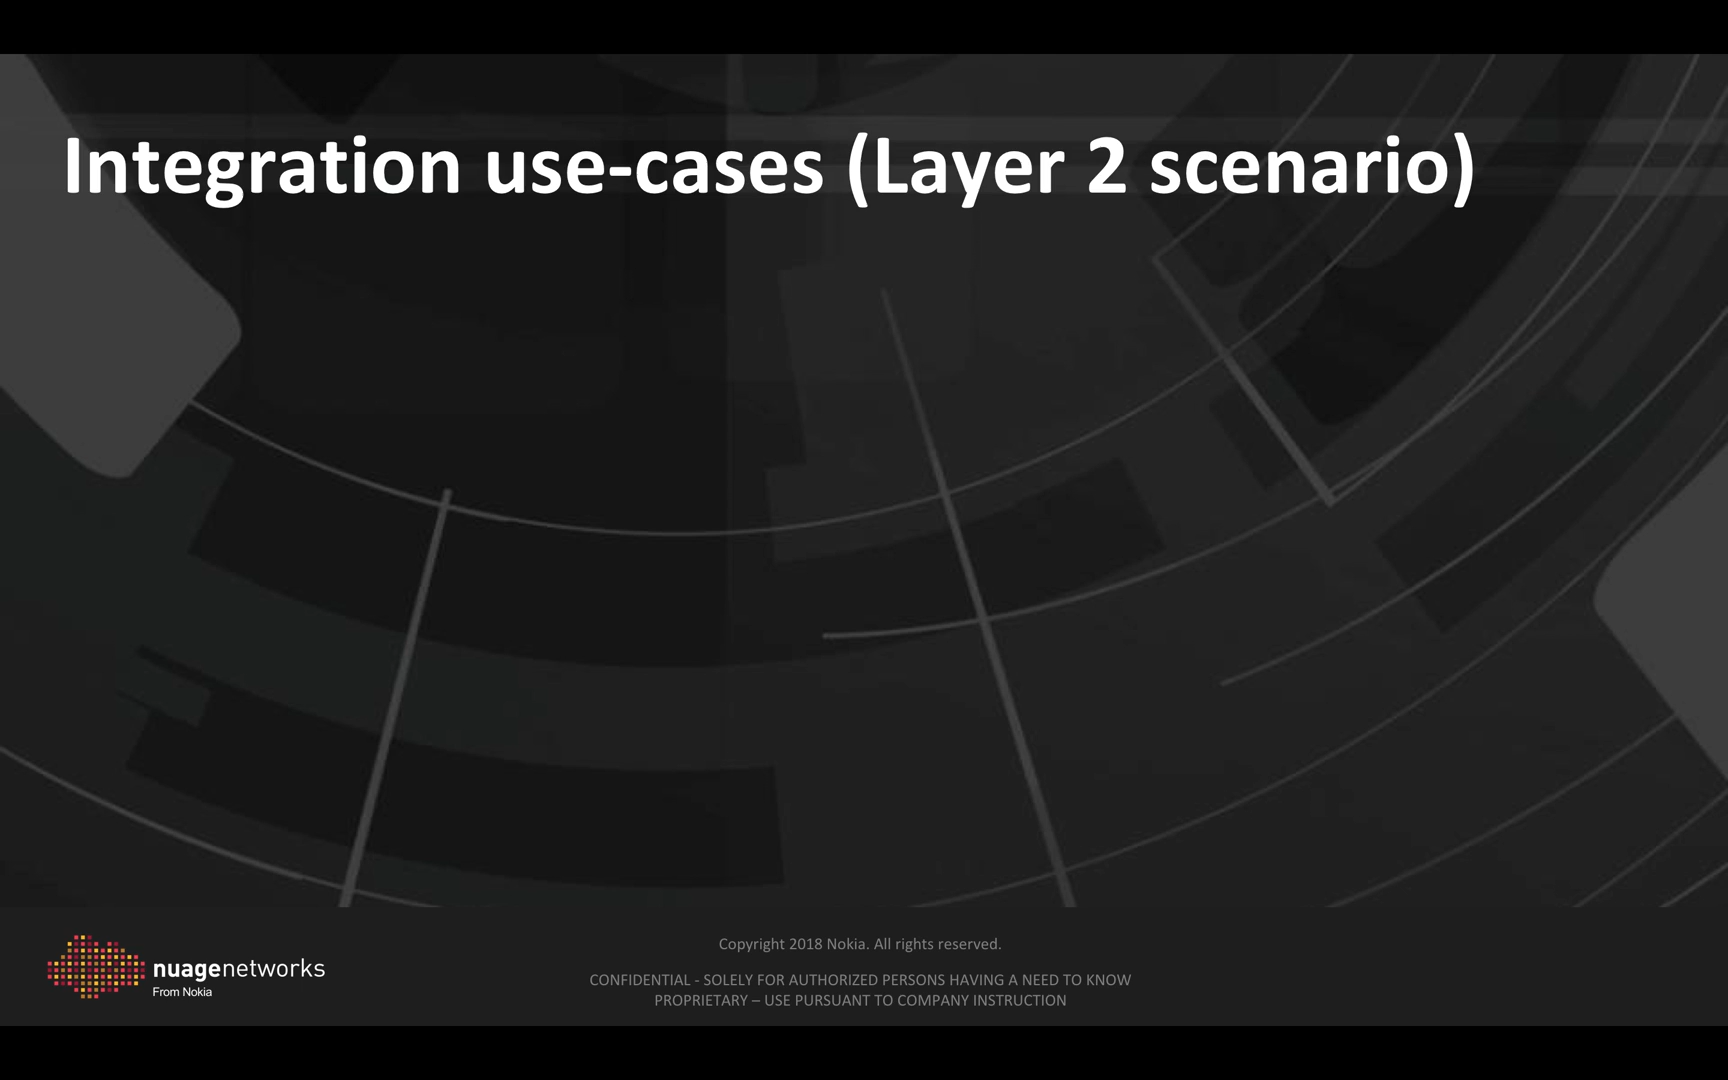 Integration use-cases (Layer 2 scenario)
nuagenetworks
From Nokia
Copyright 2018 Nokia. All rights reserved.
CONFIDENTIAL - SOLELY FOR AUTHORIZED PERSONS HAVING A NEED TO KNOW
PROPRIETARY – USE PURSUANT TO COMPANY INSTRUCTION